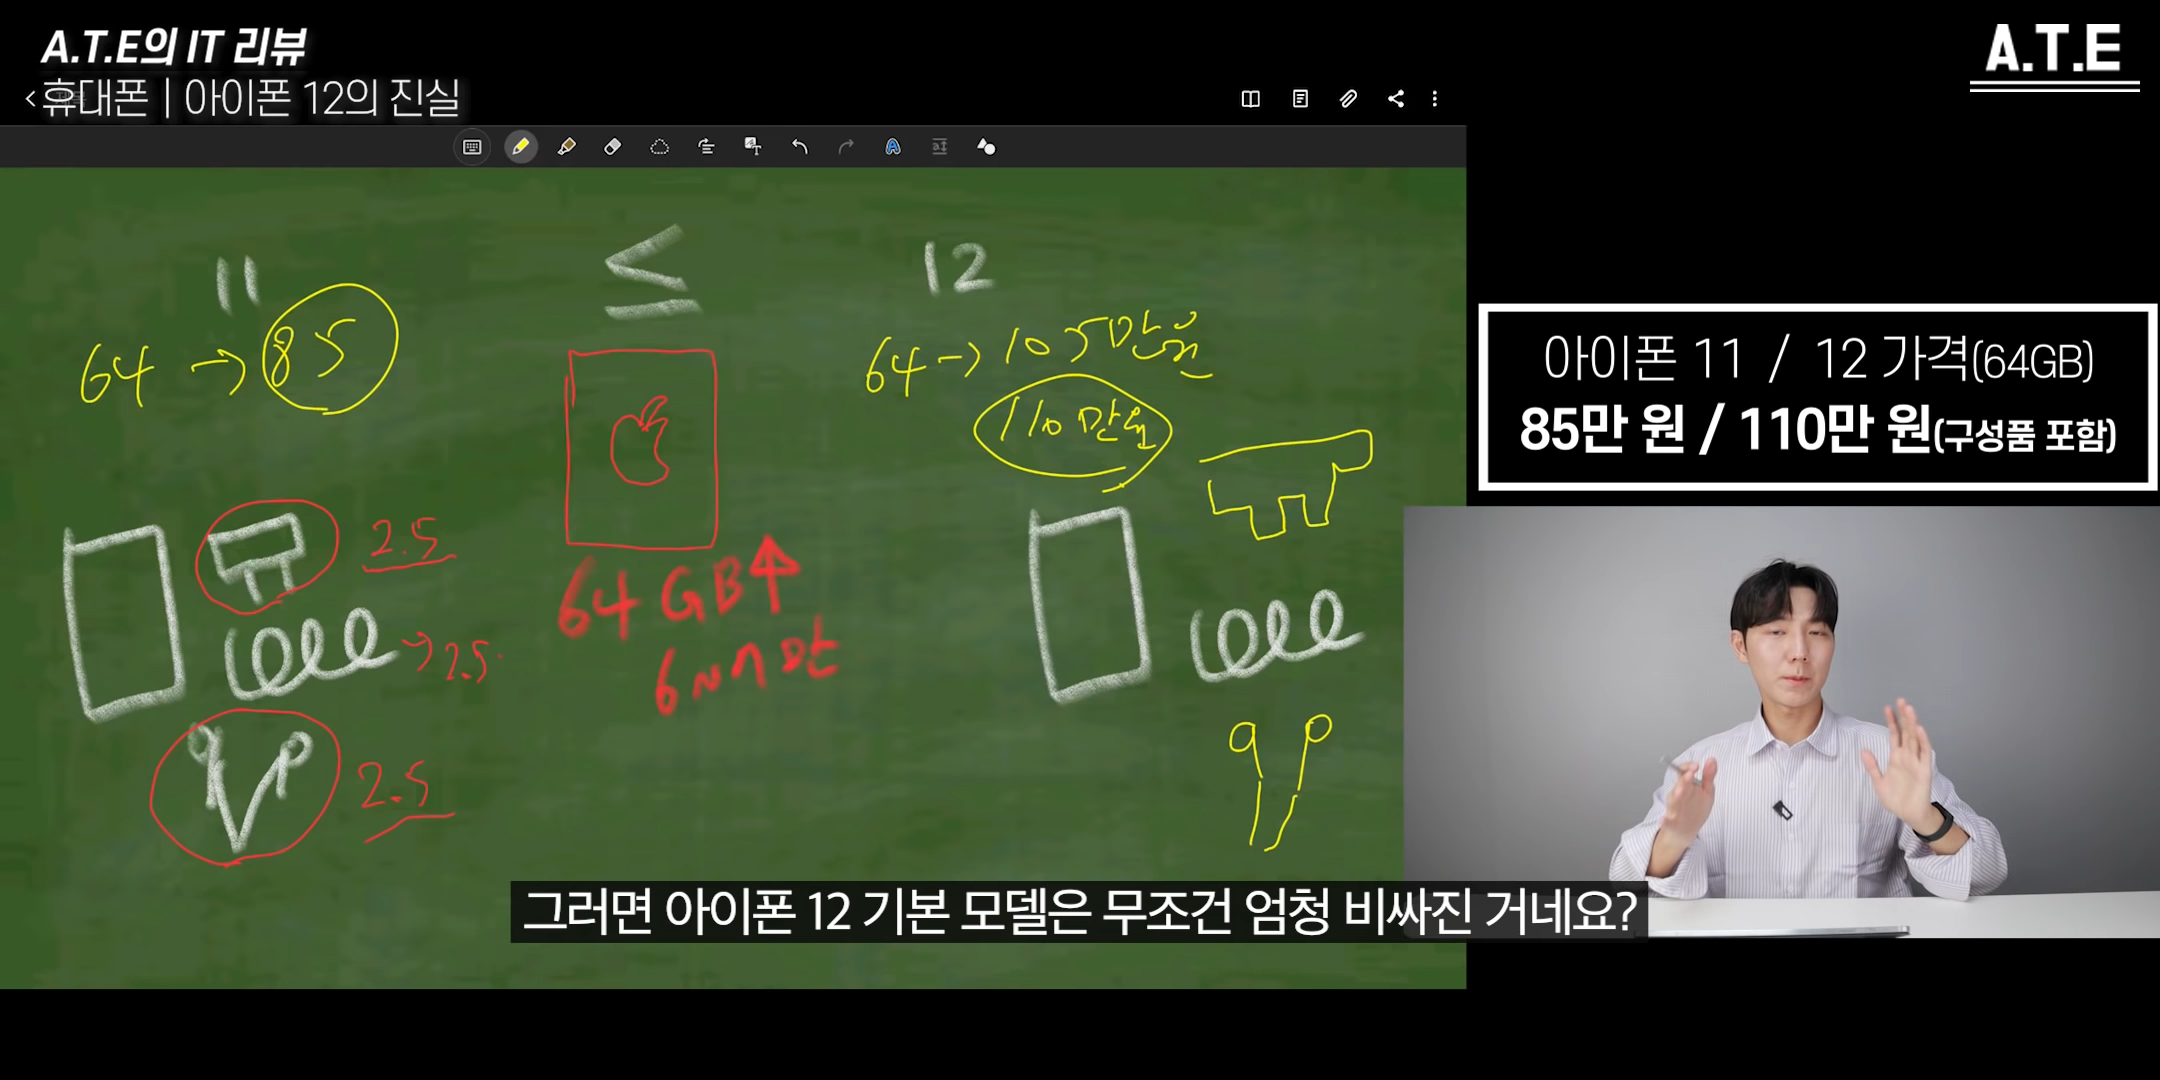 A.T.E의 IT 리뷰
휴대폰 | 아이폰 12의 진실
A.T.E
11
≤
12
64 → 85
64 → 105만원
110만원
아이폰 11 / 12 가격(64GB)
85만 원 / 110만 원(구성품 포함)
2.5
64 GB↑
→ 2.5
2.5
그러면 아이폰 12 기본 모델은 무조건 엄청 비싸진 거네요?